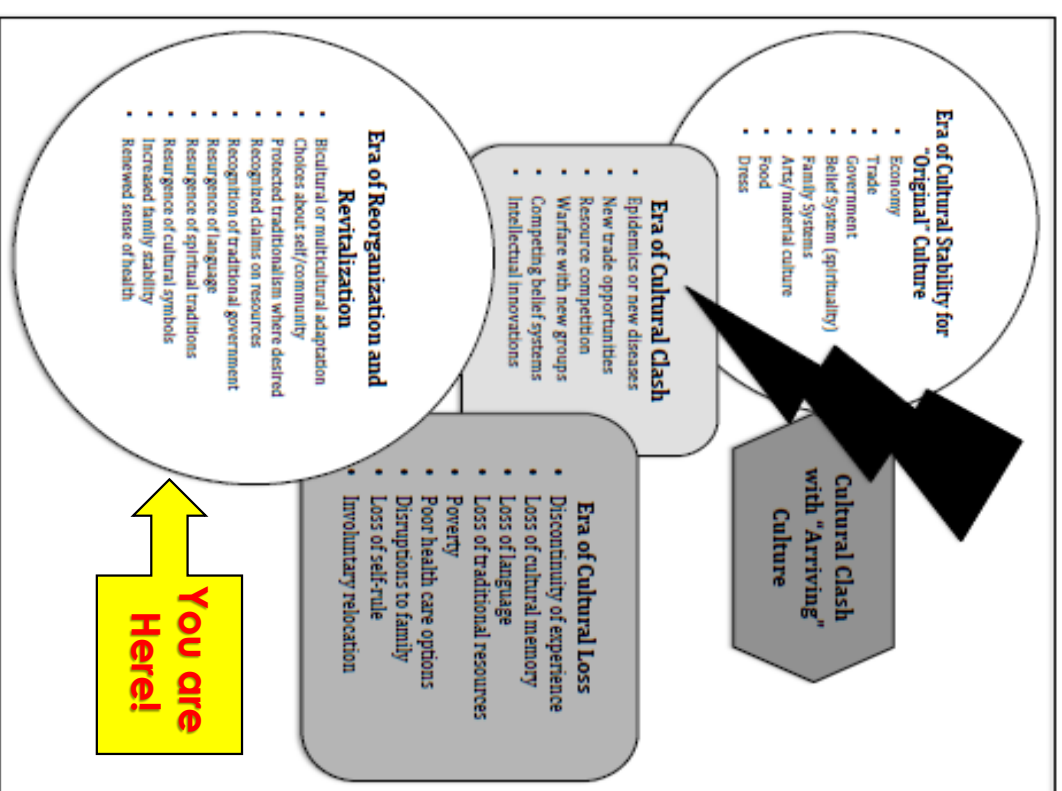 Era of Cultural Stability for
"Original" Culture
▪ Economy
▪ Trade
▪ Government
▪ Belief System (spirituality)
▪ Family Systems
▪ Arts/material culture
▪ Food
▪ Dress
Cultural Clash
with "Arriving"
Culture
Era of Cultural Clash
▪ Epidemics or new diseases
▪ New trade opportunities
▪ Resource competition
▪ Warfare with new groups
▪ Competing belief systems
▪ Intellectual innovations
Era of Cultural Loss
• Discontinuity of experience
• Loss of cultural memory
• Loss of language
• Loss of traditional resources
• Poverty
• Poor health care options
• Disruptions to family
• Loss of self-rule
• Involuntary relocation
Era of Reorganization and
Revitalization
▪ Bicultural or multicultural adaptation
▪ Choices about self/community
▪ Protected traditionalism where desired
▪ Recognized claims on resources
▪ Recognition of traditional government
▪ Resurgence of language
▪ Resurgence of spiritual traditions
▪ Resurgence of cultural symbols
▪ Increased family stability
▪ Renewed sense of health
You are
Here!